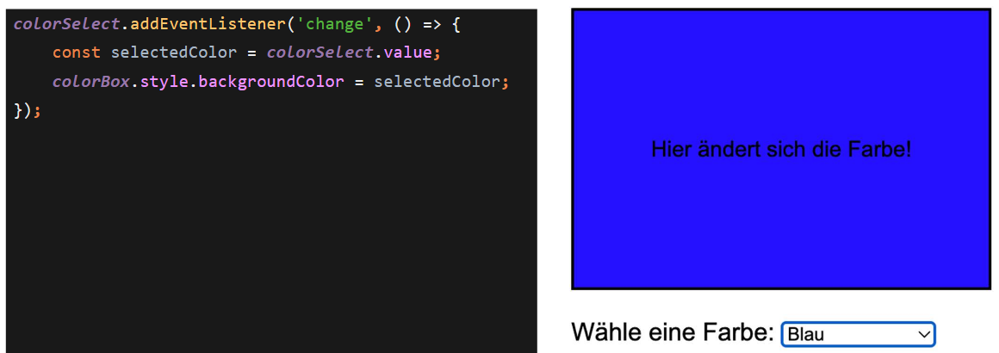 colorSelect.addEventListener('change', () => {
    const selectedColor = colorSelect.value;
    colorBox.style.backgroundColor = selectedColor;
});
Hier ändert sich die Farbe!
Wähle eine Farbe: Blau